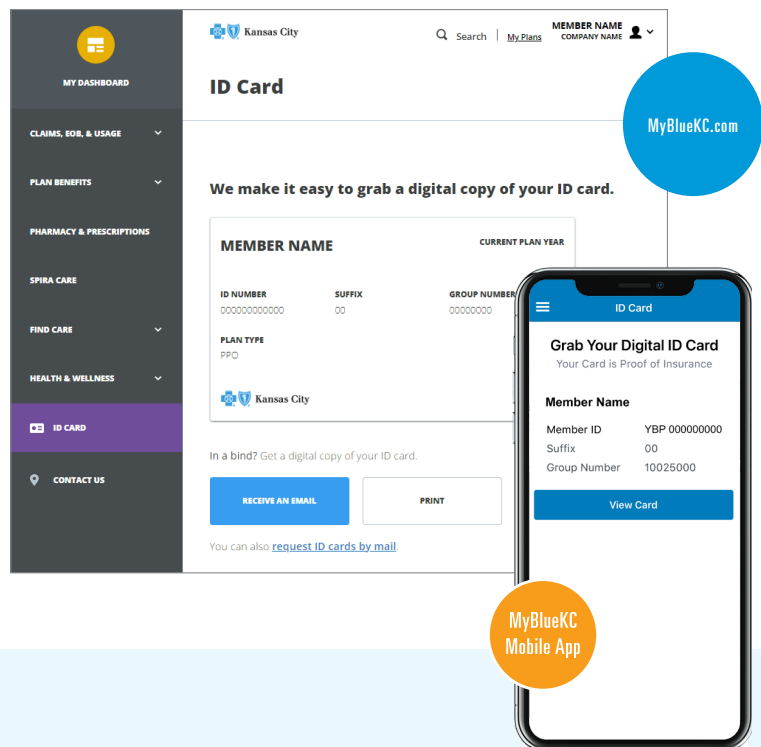 MY DASHBOARD
CLAIMS, EOB, & USAGE
PLAN BENEFITS
PHARMACY & PRESCRIPTIONS
SPIRA CARE
FIND CARE
HEALTH & WELLNESS
ID CARD
CONTACT US
Kansas City
Search | My Plans
MEMBER NAME
COMPANY NAME
ID Card
MyBlueKC.com
We make it easy to grab a digital copy of your ID card.
MEMBER NAME CURRENT PLAN YEAR
ID NUMBER SUFFIX GROUP NUMBER
000000000000 00 00000000
PLAN TYPE
PPO
Kansas City
In a bind? Get a digital copy of your ID card.
RECEIVE AN EMAIL PRINT
You can also request ID cards by mail.
ID Card
Grab Your Digital ID Card
Your Card is Proof of Insurance
Member Name
Member ID YBP 000000000
Suffix 00
Group Number 10025000
View Card
MyBlueKC
Mobile App